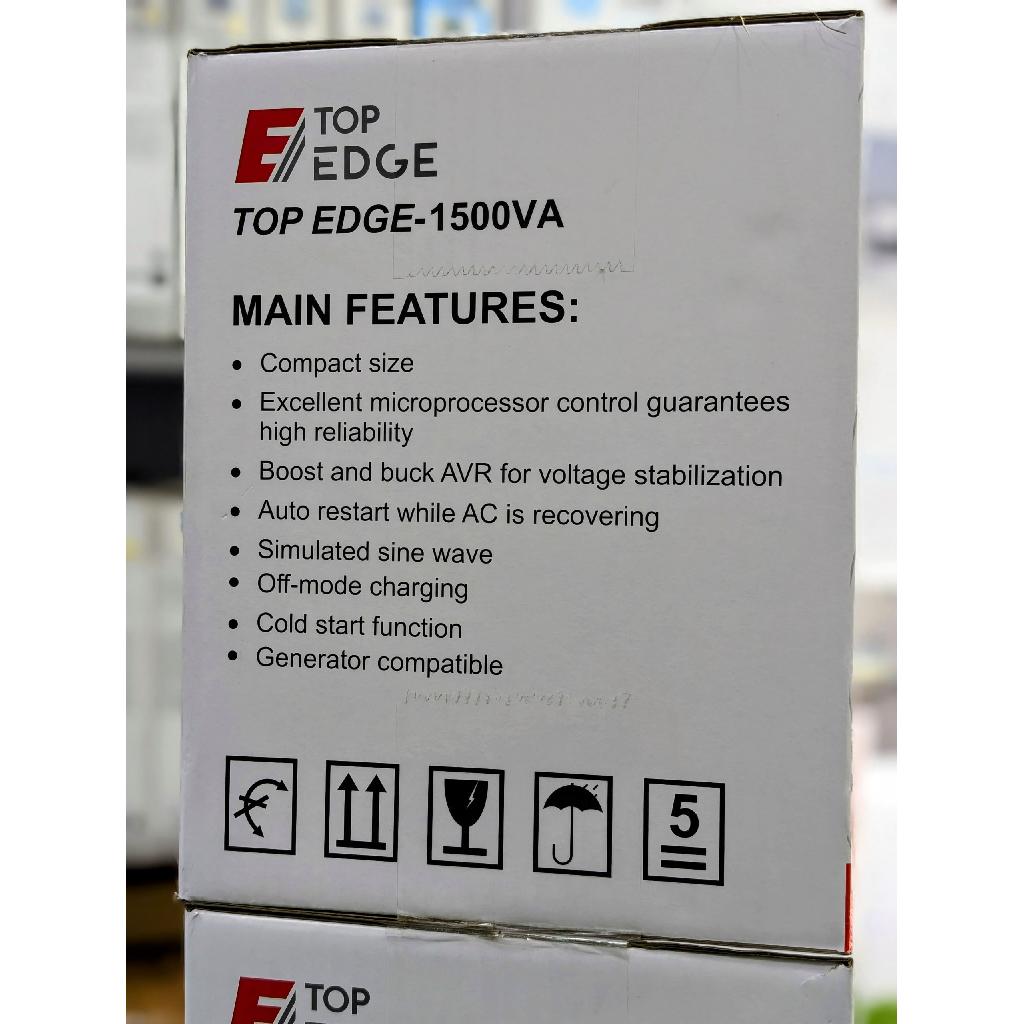 TOP
EDGE
TOP EDGE-1500VA
MAIN FEATURES:
• Compact size
• Excellent microprocessor control guarantees
high reliability
• Boost and buck AVR for voltage stabilization
• Auto restart while AC is recovering
• Simulated sine wave
• Off-mode charging
• Cold start function
• Generator compatible
5
TOP